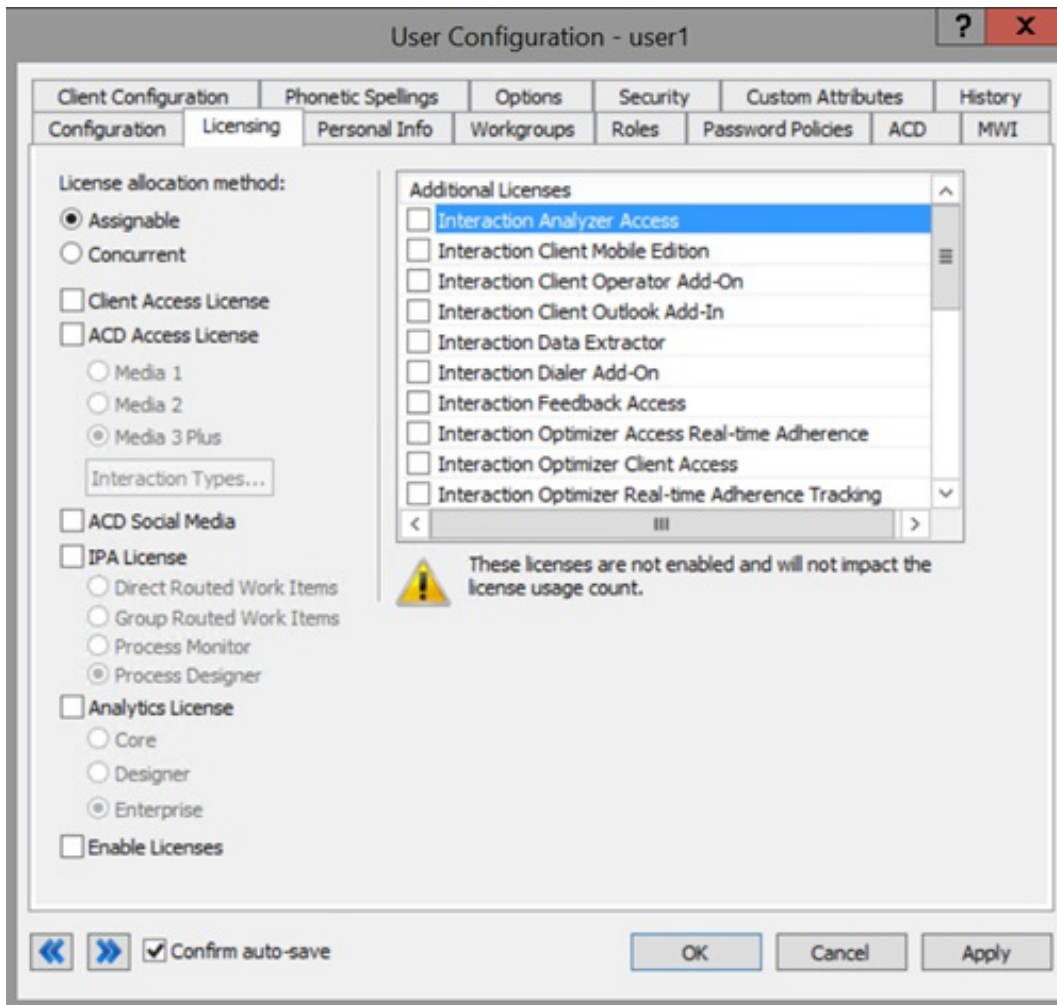 User Configuration - user1
? X
Client Configuration Phonetic Spellings Options Security Custom Attributes History
Configuration Licensing Personal Info Workgroups Roles Password Policies ACD MWI
License allocation method:
Assignable
Concurrent
Client Access License
ACD Access License
Media 1
Media 2
Media 3 Plus
Interaction Types...
ACD Social Media
IPA License
Direct Routed Work Items
Group Routed Work Items
Process Monitor
Process Designer
Analytics License
Core
Designer
Enterprise
Enable Licenses
Additional Licenses
Interaction Analyzer Access
Interaction Client Mobile Edition
Interaction Client Operator Add-On
Interaction Client Outlook Add-In
Interaction Data Extractor
Interaction Dialer Add-On
Interaction Feedback Access
Interaction Optimizer Access Real-time Adherence
Interaction Optimizer Client Access
Interaction Optimizer Real-time Adherence Tracking
These licenses are not enabled and will not impact the
license usage count.
Confirm auto-save
OK Cancel Apply